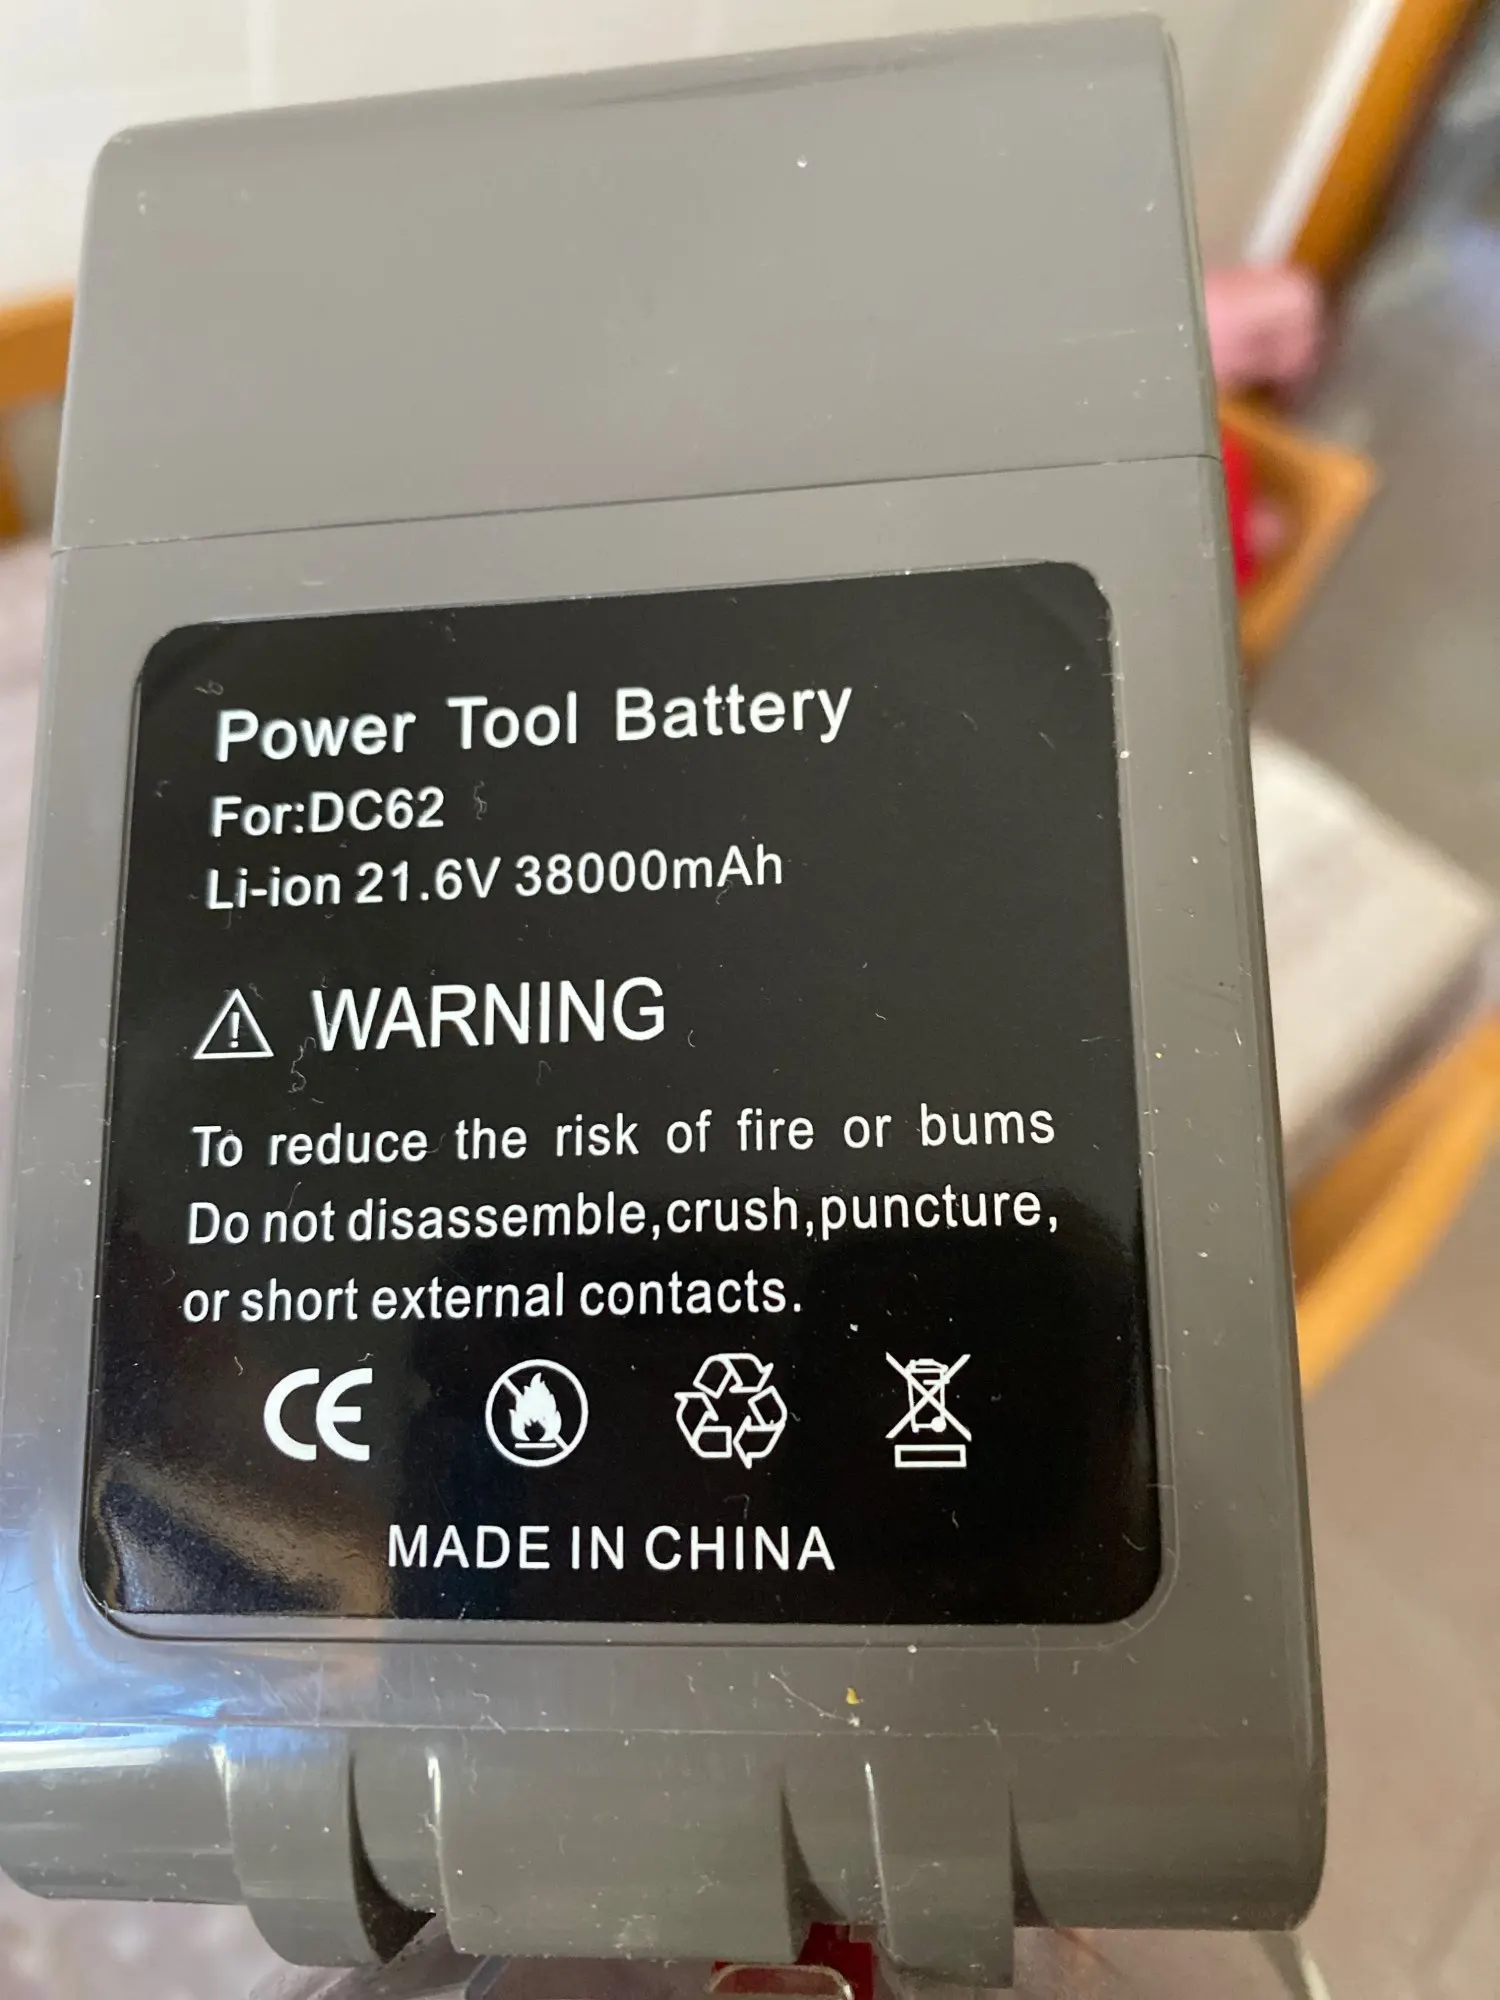 Power Tool Battery
For:DC62
Li-ion 21.6V 38000mAh
WARNING
To reduce the risk of fire or bums
Do not disassemble,crush,puncture,
or short external contacts.
CE
MADE IN CHINA